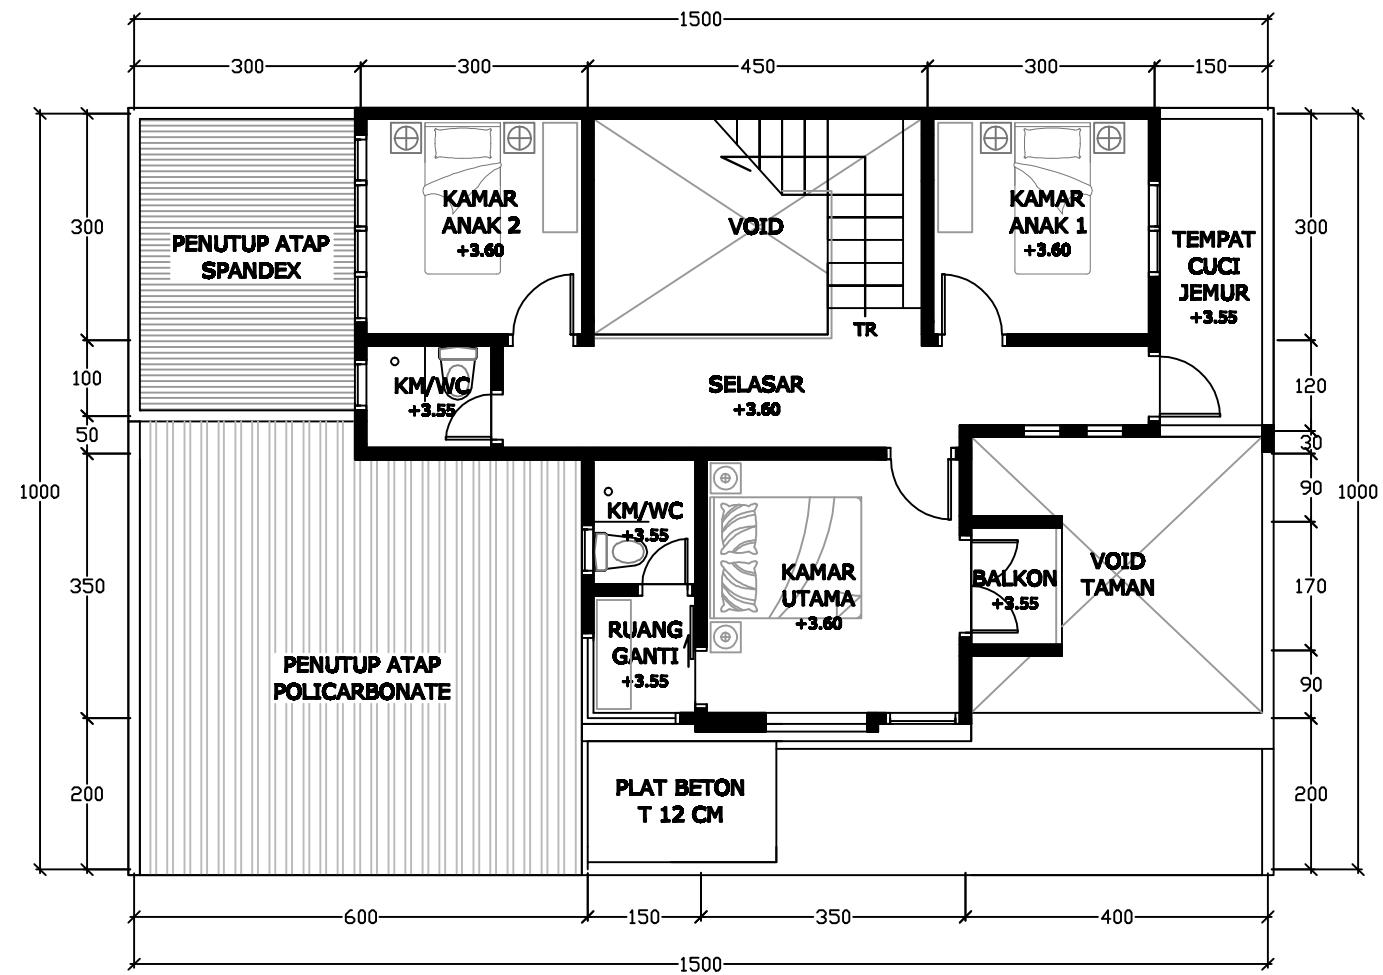 1500
300
300
450
300
150
KAMAR
ANAK 2
+3.60
VOID
KAMAR
ANAK 1
+3.60
PENUTUP ATAP
SPANDEX
TEMPAT
CUCI
JEMUR
+3.55
TR
300
100
50
350
200
1000
KM/WC
+3.55
SELASAR
+3.60
300
120
30
90
170
90
200
1000
KM/WC
+3.55
KAMAR
UTAMA
+3.60
BALKON
+3.55
VOID
TAMAN
RUANG
GANTI
+3.55
PENUTUP ATAP
POLICARBONATE
PLAT BETON
T 12 CM
600
150
350
400
1500